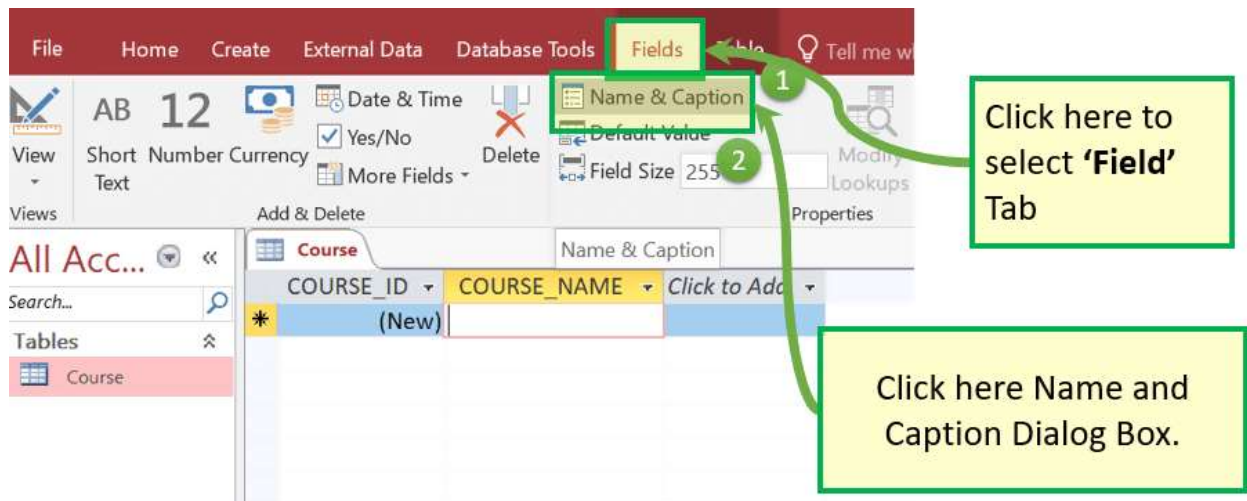 File Home Create External Data Database Tools Fields Table Tell me w
Name & Caption 1
AB 12 Date & Time
Yes/No Default Value
View Short Number Currency Delete 2 Modify
Text More Fields Field Size 255 Lookups
Views Add & Delete Properties
Click here to
select ‘Field’
Tab
All Acc... « Course Name & Caption
COURSE_ID COURSE_NAME Click to Add
Search...
* (New)
Tables
Course
Click here Name and
Caption Dialog Box.